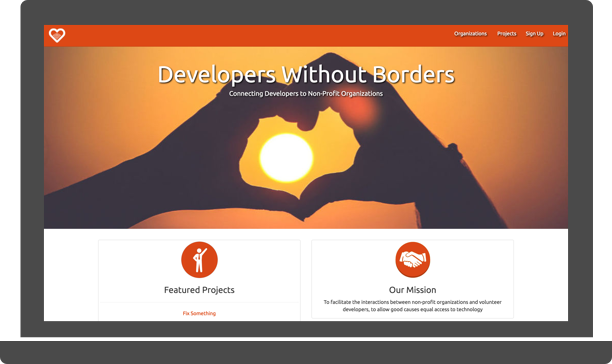 Organizations Projects Sign Up Login
Developers Without Borders
Connecting Developers to Non-Profit Organizations
Featured Projects
Fix Something
Our Mission
To facilitate the interactions between non-profit organizations and volunteer
developers, to allow good causes equal access to technology